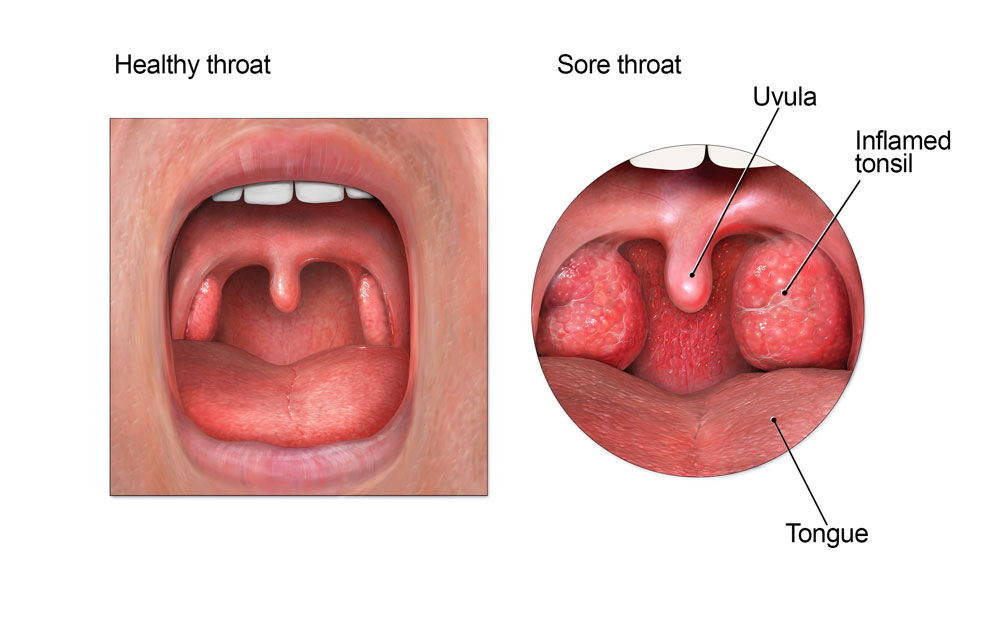 Healthy throat
Sore throat
Uvula
Inflamed
tonsil
Tongue